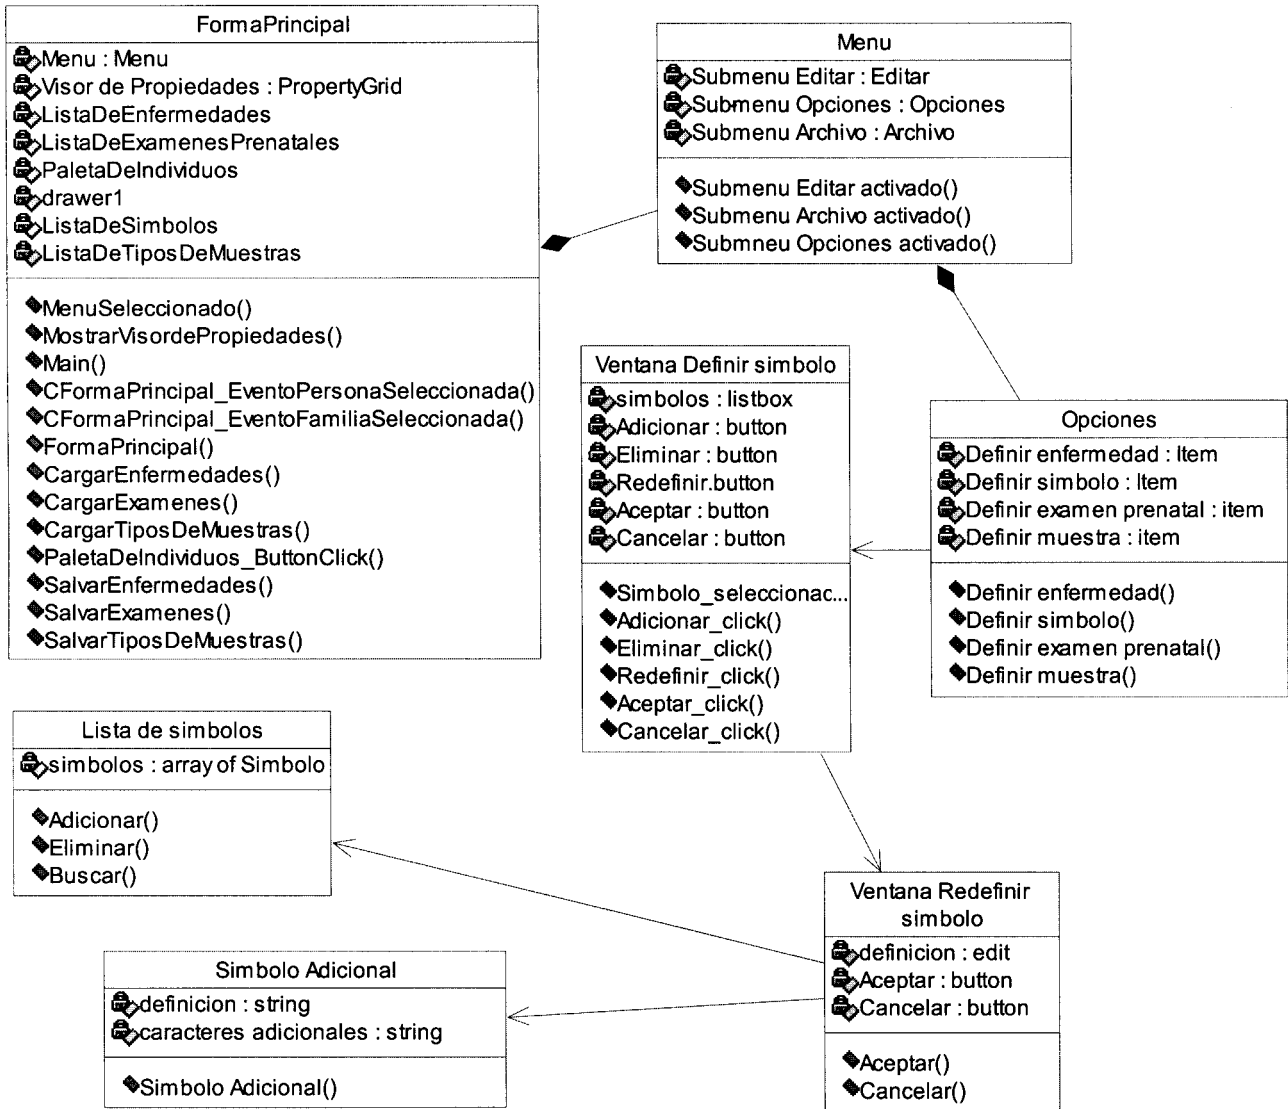 FormaPrincipal
Menu : Menu
Visor de Propiedades : PropertyGrid
ListaDeEnfermedades
ListaDeExamenesPrenatales
PaletaDeIndividuos
drawer1
ListaDeSimbolos
ListaDeTiposDeMuestras
MenuSeleccionado()
MostrarVisordePropiedades()
Main()
CFormaPrincipal_EventoPersonaSeleccionada()
CFormaPrincipal_EventoFamiliaSeleccionada()
FormaPrincipal()
CargarEnfermedades()
CargarExamenes()
CargarTiposDeMuestras()
PaletaDeIndividuos_ButtonClick()
SalvarEnfermedades()
SalvarExamenes()
SalvarTiposDeMuestras()
Menu
Submenu Editar : Editar
Submenu Opciones : Opciones
Submenu Archivo : Archivo
Submenu Editar activado()
Submenu Archivo activado()
Submneu Opciones activado()
Ventana Definir simbolo
simbolos : listbox
Adicionar : button
Eliminar : button
Redefinir.button
Aceptar : button
Cancelar : button
Simbolo_seleccionac...
Adicionar_click()
Eliminar_click()
Redefinir_click()
Aceptar_click()
Cancelar_click()
Opciones
Definir enfermedad : Item
Definir simbolo : Item
Definir examen prenatal : item
Definir muestra : item
Definir enfermedad()
Definir simbolo()
Definir examen prenatal()
Definir muestra()
Lista de simbolos
simbolos : array of Simbolo
Adicionar()
Eliminar()
Buscar()
Simbolo Adicional
definicion : string
caracteres adicionales : string
Simbolo Adicional()
Ventana Redefinir
simbolo
definicion : edit
Aceptar : button
Cancelar : button
Aceptar()
Cancelar()